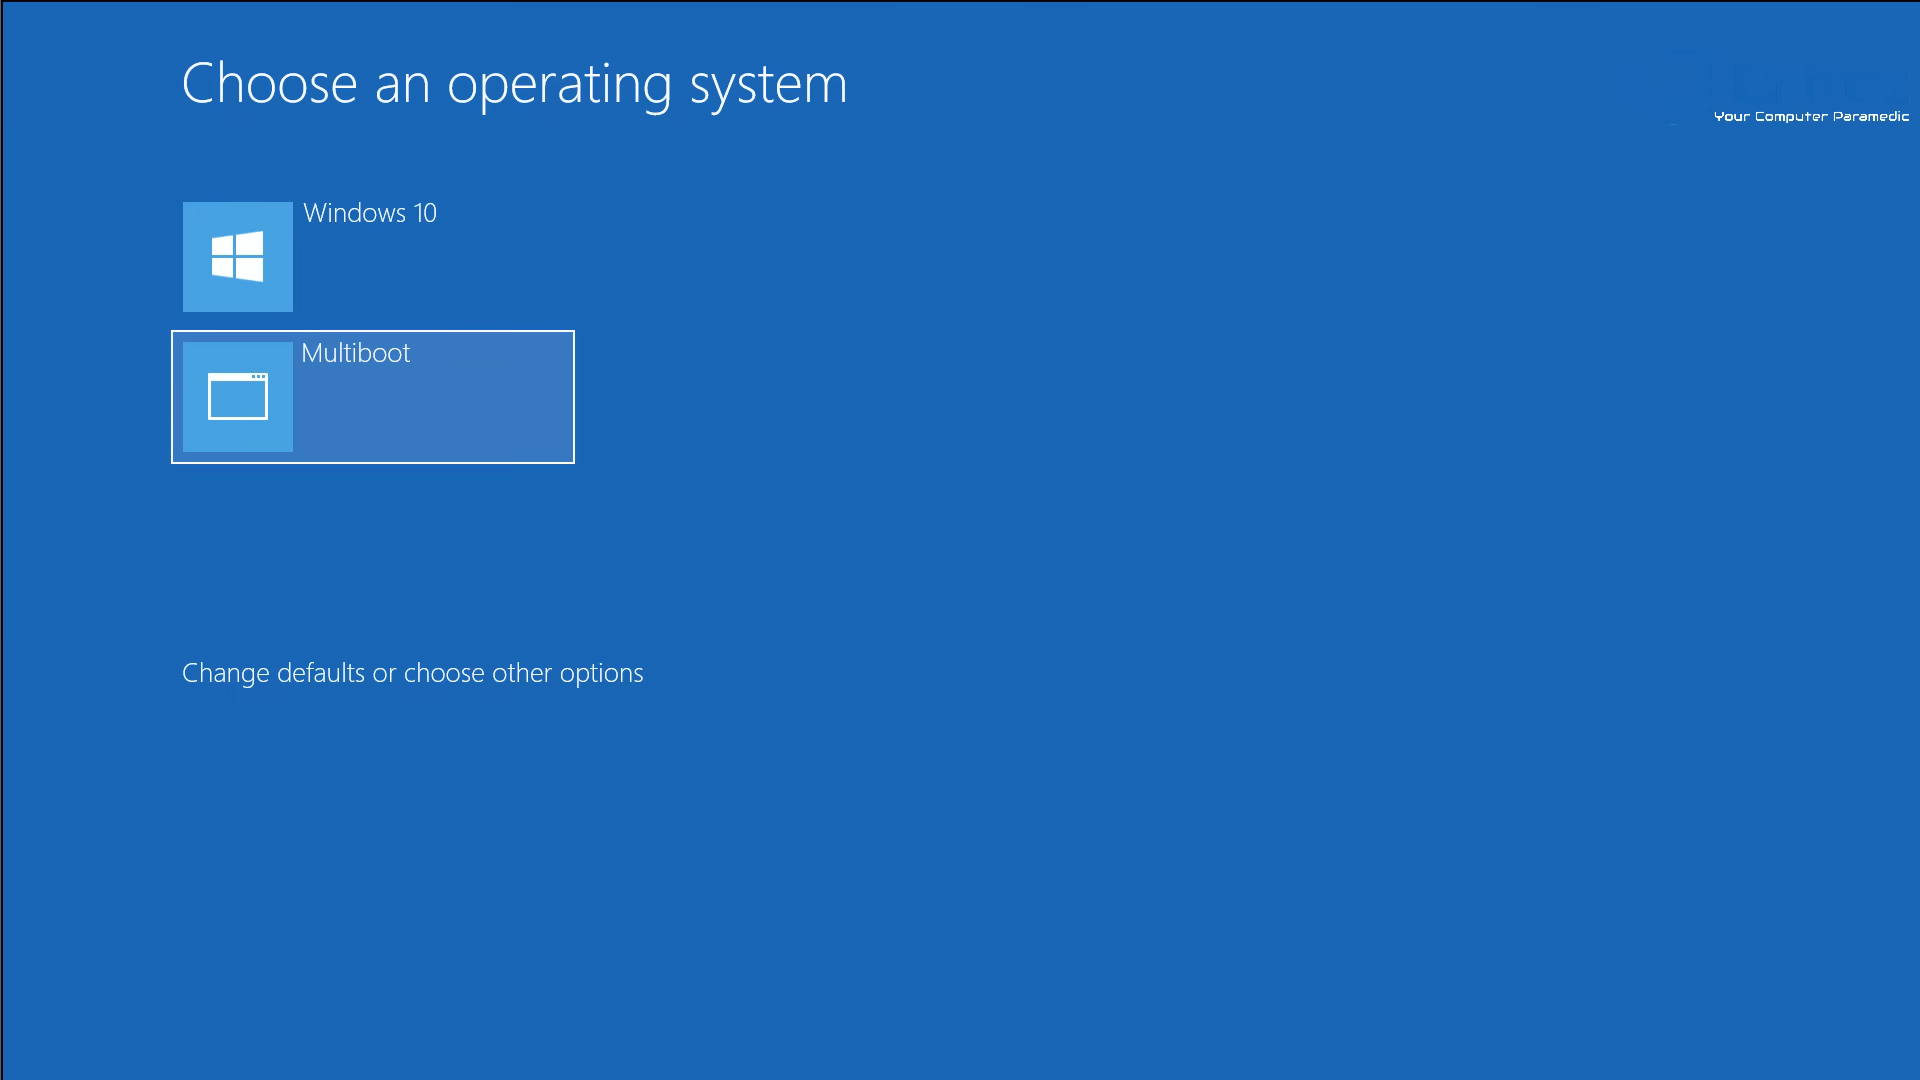 Choose an operating system
Your Computer Paramedic
Windows 10
Multiboot
Change defaults or choose other options